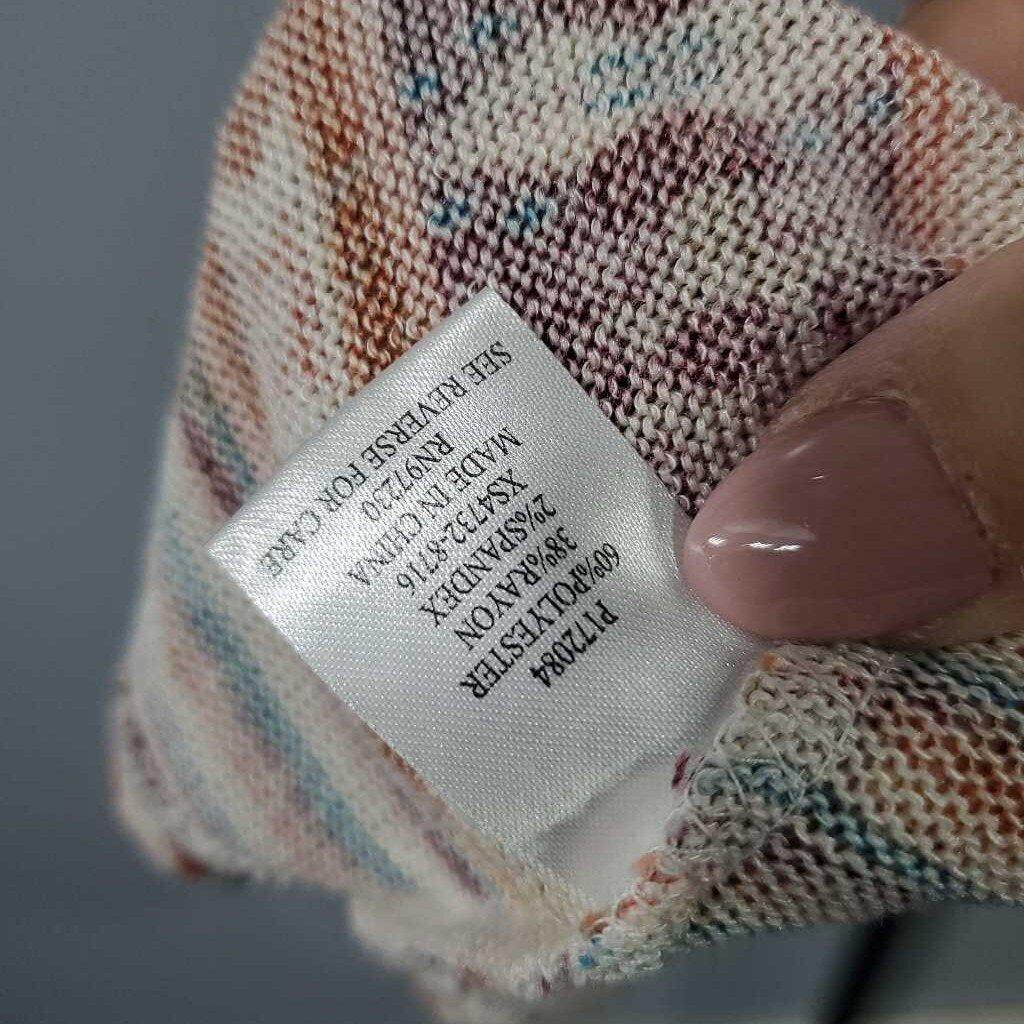 P172084
60%POLYESTER
38%RAYON
2%SPANDEX
XS4732-8716
MADE IN CHINA
RN97230
SEE REVERSE FOR CARE